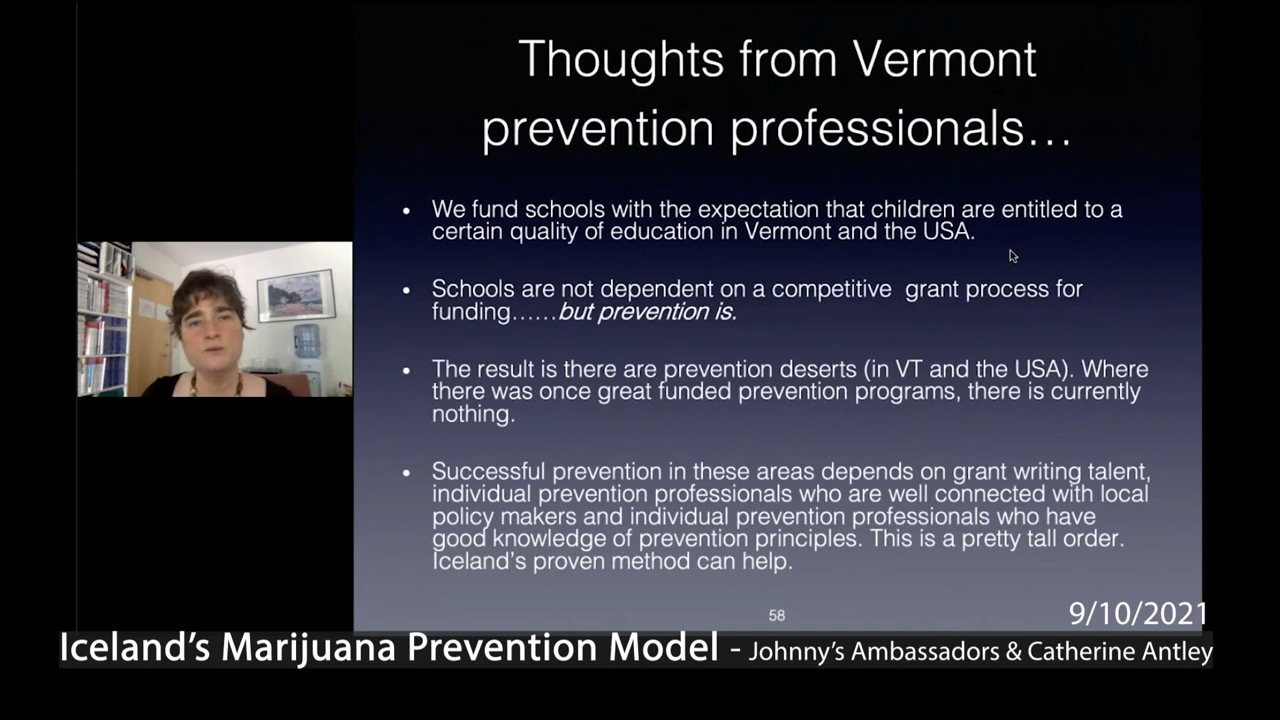 Thoughts from Vermont
prevention professionals…
• We fund schools with the expectation that children are entitled to a
certain quality of education in Vermont and the USA.
• Schools are not dependent on a competitive  grant process for
funding……but prevention is.
• The result is there are prevention deserts (in VT and the USA). Where
there was once great funded prevention programs, there is currently
nothing.
• Successful prevention in these areas depends on grant writing talent,
individual prevention professionals who are well connected with local
policy makers and individual prevention professionals who have
good knowledge of prevention principles. This is a pretty tall order.
Iceland’s proven method can help.
58
9/10/2021
Iceland’s Marijuana Prevention Model - Johnny’s Ambassadors & Catherine Antley